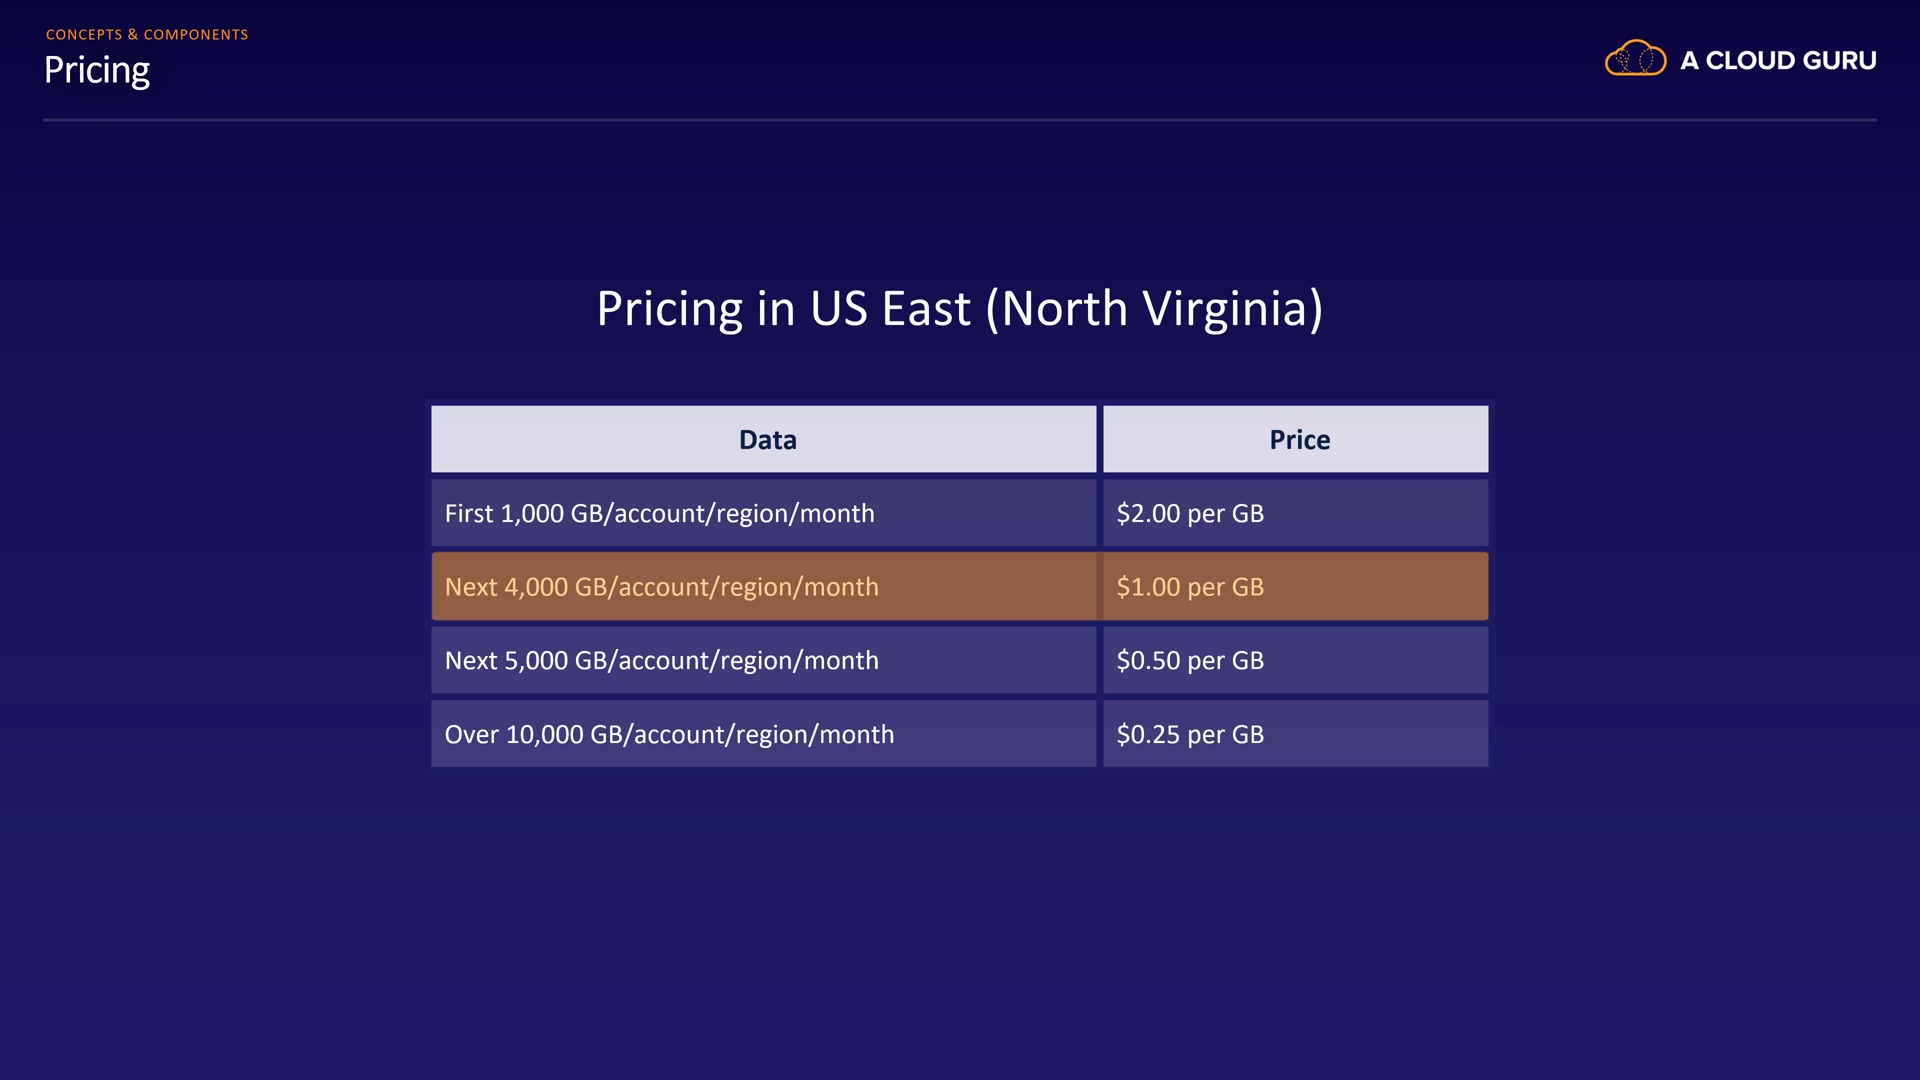 CONCEPTS & COMPONENTS
Pricing
A CLOUD GURU
Pricing in US East (North Virginia)
Data Price
First 1,000 GB/account/region/month $2.00 per GB
Next 4,000 GB/account/region/month $1.00 per GB
Next 5,000 GB/account/region/month $0.50 per GB
Over 10,000 GB/account/region/month $0.25 per GB